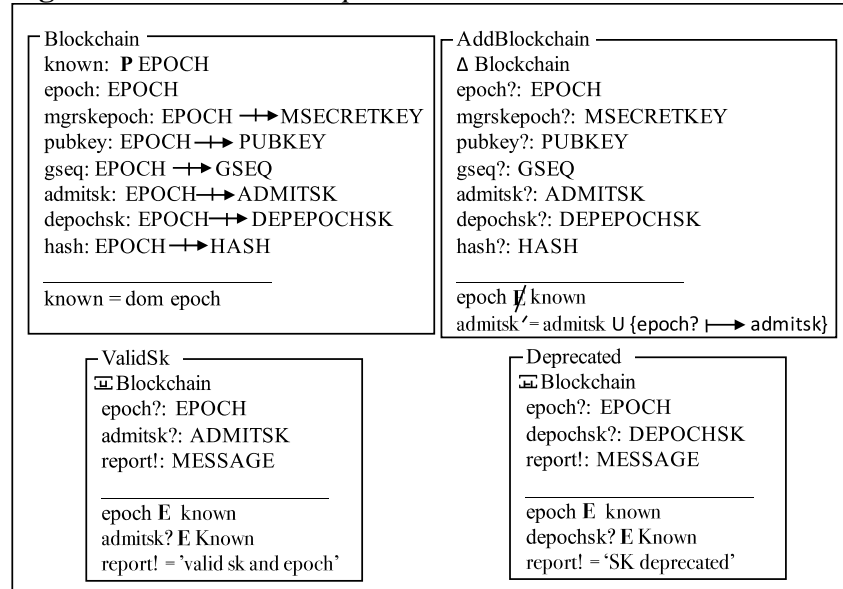 Blockchain
known: P EPOCH
epoch: EPOCH
mgrskepoch: EPOCH ⇸ MSECRETKEY
pubkey: EPOCH ⇸ PUBKEY
gseq: EPOCH ⇸ GSEQ
admitsk: EPOCH ⇸ ADMITSK
depochsk: EPOCH ⇸ DEPEPOCHSK
hash: EPOCH ⇸ HASH
known = dom epoch
AddBlockchain
Δ Blockchain
epoch?: EPOCH
mgrskepoch?: MSECRETKEY
pubkey?: PUBKEY
gseq?: GSEQ
admitsk?: ADMITSK
depochsk?: DEPEPOCHSK
hash?: HASH
epoch E̸ known
admitsk′= admitsk U {epoch? ⟼ admitsk}
ValidSk
Ξ Blockchain
epoch?: EPOCH
admitsk?: ADMITSK
report!: MESSAGE
epoch E known
admitsk? E Known
report! = ’valid sk and epoch’
Deprecated
Ξ Blockchain
epoch?: EPOCH
depochsk?: DEPOCHSK
report!: MESSAGE
epoch E known
depochsk? E Known
report! = ‘SK deprecated’